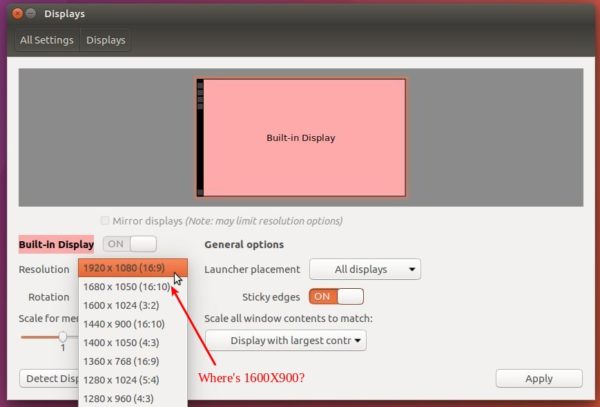 Displays
All Settings Displays
Built-in Display
Mirror displays (Note: may limit resolution options)
Built-in Display ON General options
Resolution 1920 x 1080 (16:9) Launcher placement All displays
1680 x 1050 (16:10)
Rotation 1600 x 1024 (3:2) Sticky edges ON
Scale for men 1440 x 900 (16:10) Scale all window contents to match:
1400 x 1050 (4:3)
1 1360 x 768 (16:9) Display with largest contr
1280 x 1024 (5:4)
Detect Disp Where's 1600X900? Apply
1280 x 960 (4:3)